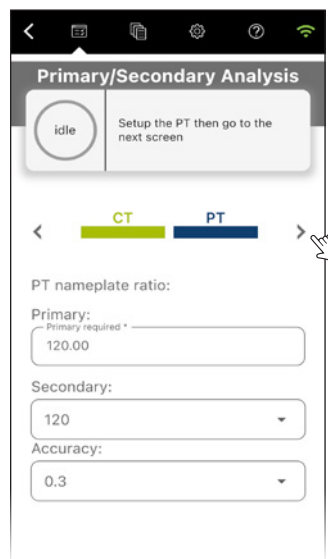 Primary/Secondary Analysis
idle
Setup the PT then go to the
next screen
CT
PT
PT nameplate ratio:
Primary:
Primary required *
120.00
Secondary:
120
Accuracy:
0.3